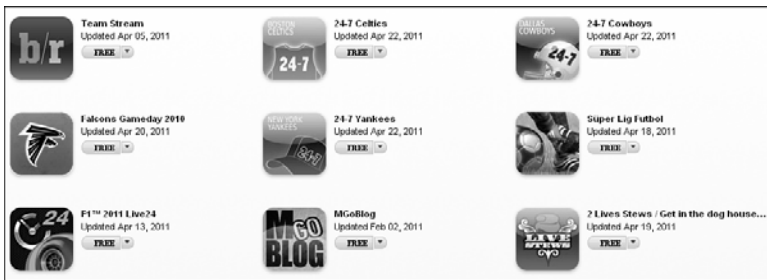 b/r
Team Stream
Updated Apr 05, 2011
FREE
BOSTON CELTICS
24-7
24-7 Celtics
Updated Apr 22, 2011
FREE
DALLAS COWBOYS
24-7
24-7 Cowboys
Updated Apr 22, 2011
FREE
Falcons Gameday 2010
Updated Apr 20, 2011
FREE
NEW YORK YANKEES
24-7
24-7 Yankees
Updated Apr 22, 2011
FREE
Süper Lig Futbol
Updated Apr 18, 2011
FREE
24
F1™ 2011 Live24
Updated Apr 13, 2011
FREE
MGO BLOG
MGoBlog
Updated Feb 02, 2011
FREE
2
LIVE
STEWS
2 Lives Stews / Get in the dog house...
Updated Apr 19, 2011
FREE